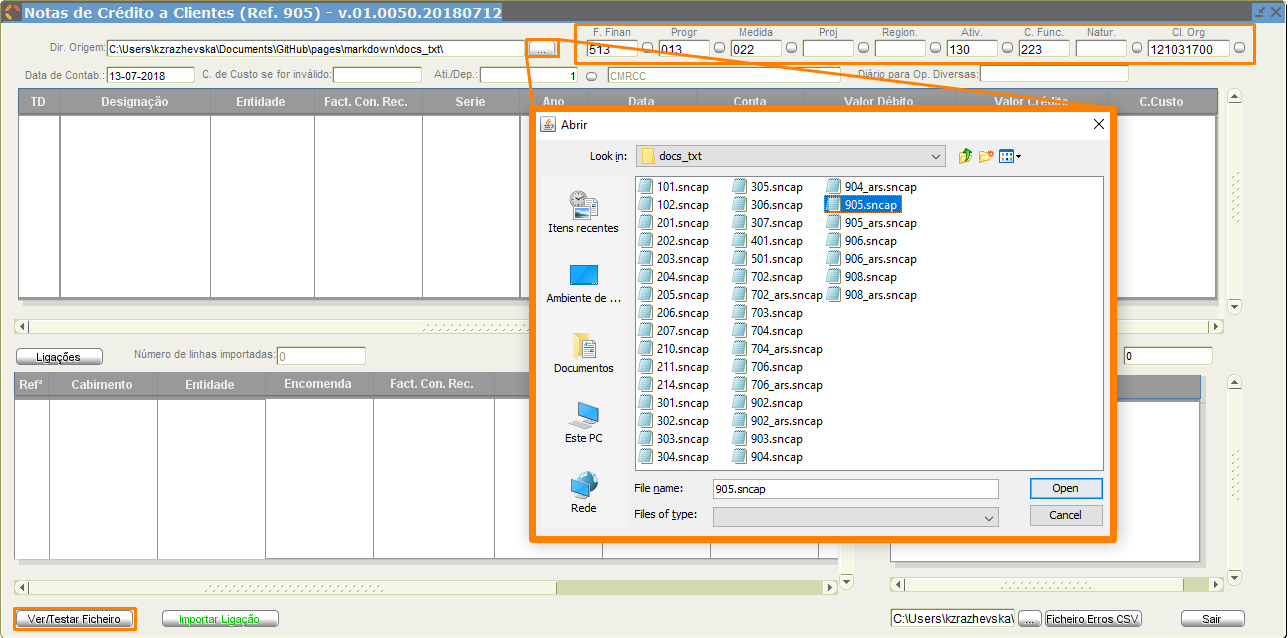 Notas de Crédito a Clientes (Ref. 905) - v.01.0050.20180712
F. Finan Progr Medida Proj Region. Ativ. C. Func. Natur. Cl. Org
Dir. Origem: C:\Users\kzrazhevska\Documents\GitHub\pages\markdown\docs_txt\ ... 513 013 022 130 223 121031700
Data de Contab.: 13-07-2018 C. de Custo se for inválido: Ati./Dep.: 1 CMRCC Diário para Op. Diversas:
TD Designação Entidade Fact. Con. Rec. Serie Ano Data Conta Valor Débito Valor Crédito C.Custo
Abrir
Look in: docs_txt
Itens recentes
Ambiente de ...
Documentos
Este PC
Rede
101.sncap 305.sncap 904_ars.sncap
102.sncap 306.sncap 905.sncap
201.sncap 307.sncap 905_ars.sncap
202.sncap 401.sncap 906.sncap
203.sncap 501.sncap 906_ars.sncap
204.sncap 702.sncap 908.sncap
205.sncap 702_ars.sncap 908_ars.sncap
206.sncap 703.sncap
207.sncap 704.sncap
210.sncap 704_ars.sncap
211.sncap 706.sncap
214.sncap 706_ars.sncap
301.sncap 902.sncap
302.sncap 902_ars.sncap
303.sncap 903.sncap
304.sncap 904.sncap
File name: 905.sncap Open
Files of type: Cancel
Ligações Número de linhas importadas: 0 0
Refª Cabimento Entidade Encomenda Fact. Con. Rec.
Ver/Testar Ficheiro Importar Ligação C:\Users\kzrazhevska\ ... Ficheiro Erros CSV Sair